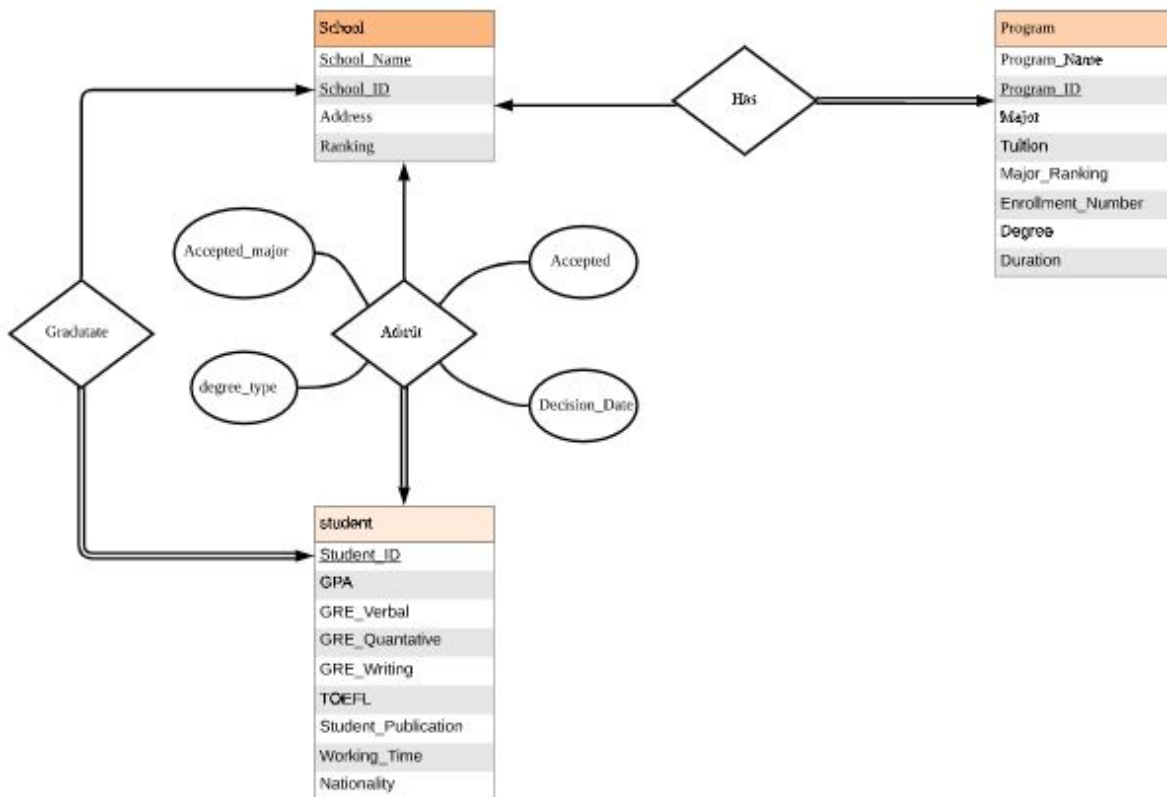 School
School_Name
School_ID
Address
Ranking
Has
Program
Program_Name
Program_ID
Major
Tuition
Major_Ranking
Enrollment_Number
Degree
Duration
Accepted_major
Accepted
Gradutate
Admit
degree_type
Decision_Date
student
Student_ID
GPA
GRE_Verbal
GRE_Quantative
GRE_Writing
TOEFL
Student_Publication
Working_Time
Nationality